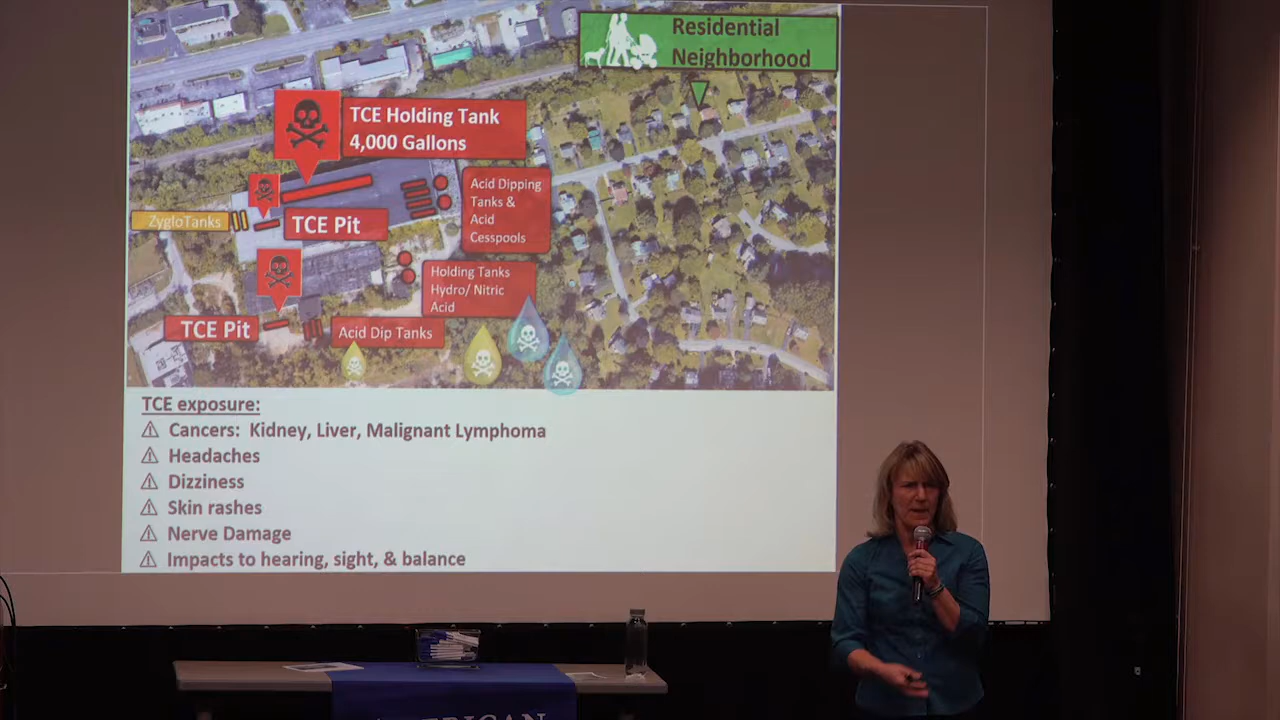 Residential
Neighborhood
TCE Holding Tank
4,000 Gallons
Acid Dipping
Tanks &
Acid
Cesspools
ZygloTanks
TCE Pit
Holding Tanks
Hydro/ Nitric
Acid
TCE Pit
Acid Dip Tanks
TCE exposure:
Cancers: Kidney, Liver, Malignant Lymphoma
Headaches
Dizziness
Skin rashes
Nerve Damage
Impacts to hearing, sight, & balance
AMERICAN